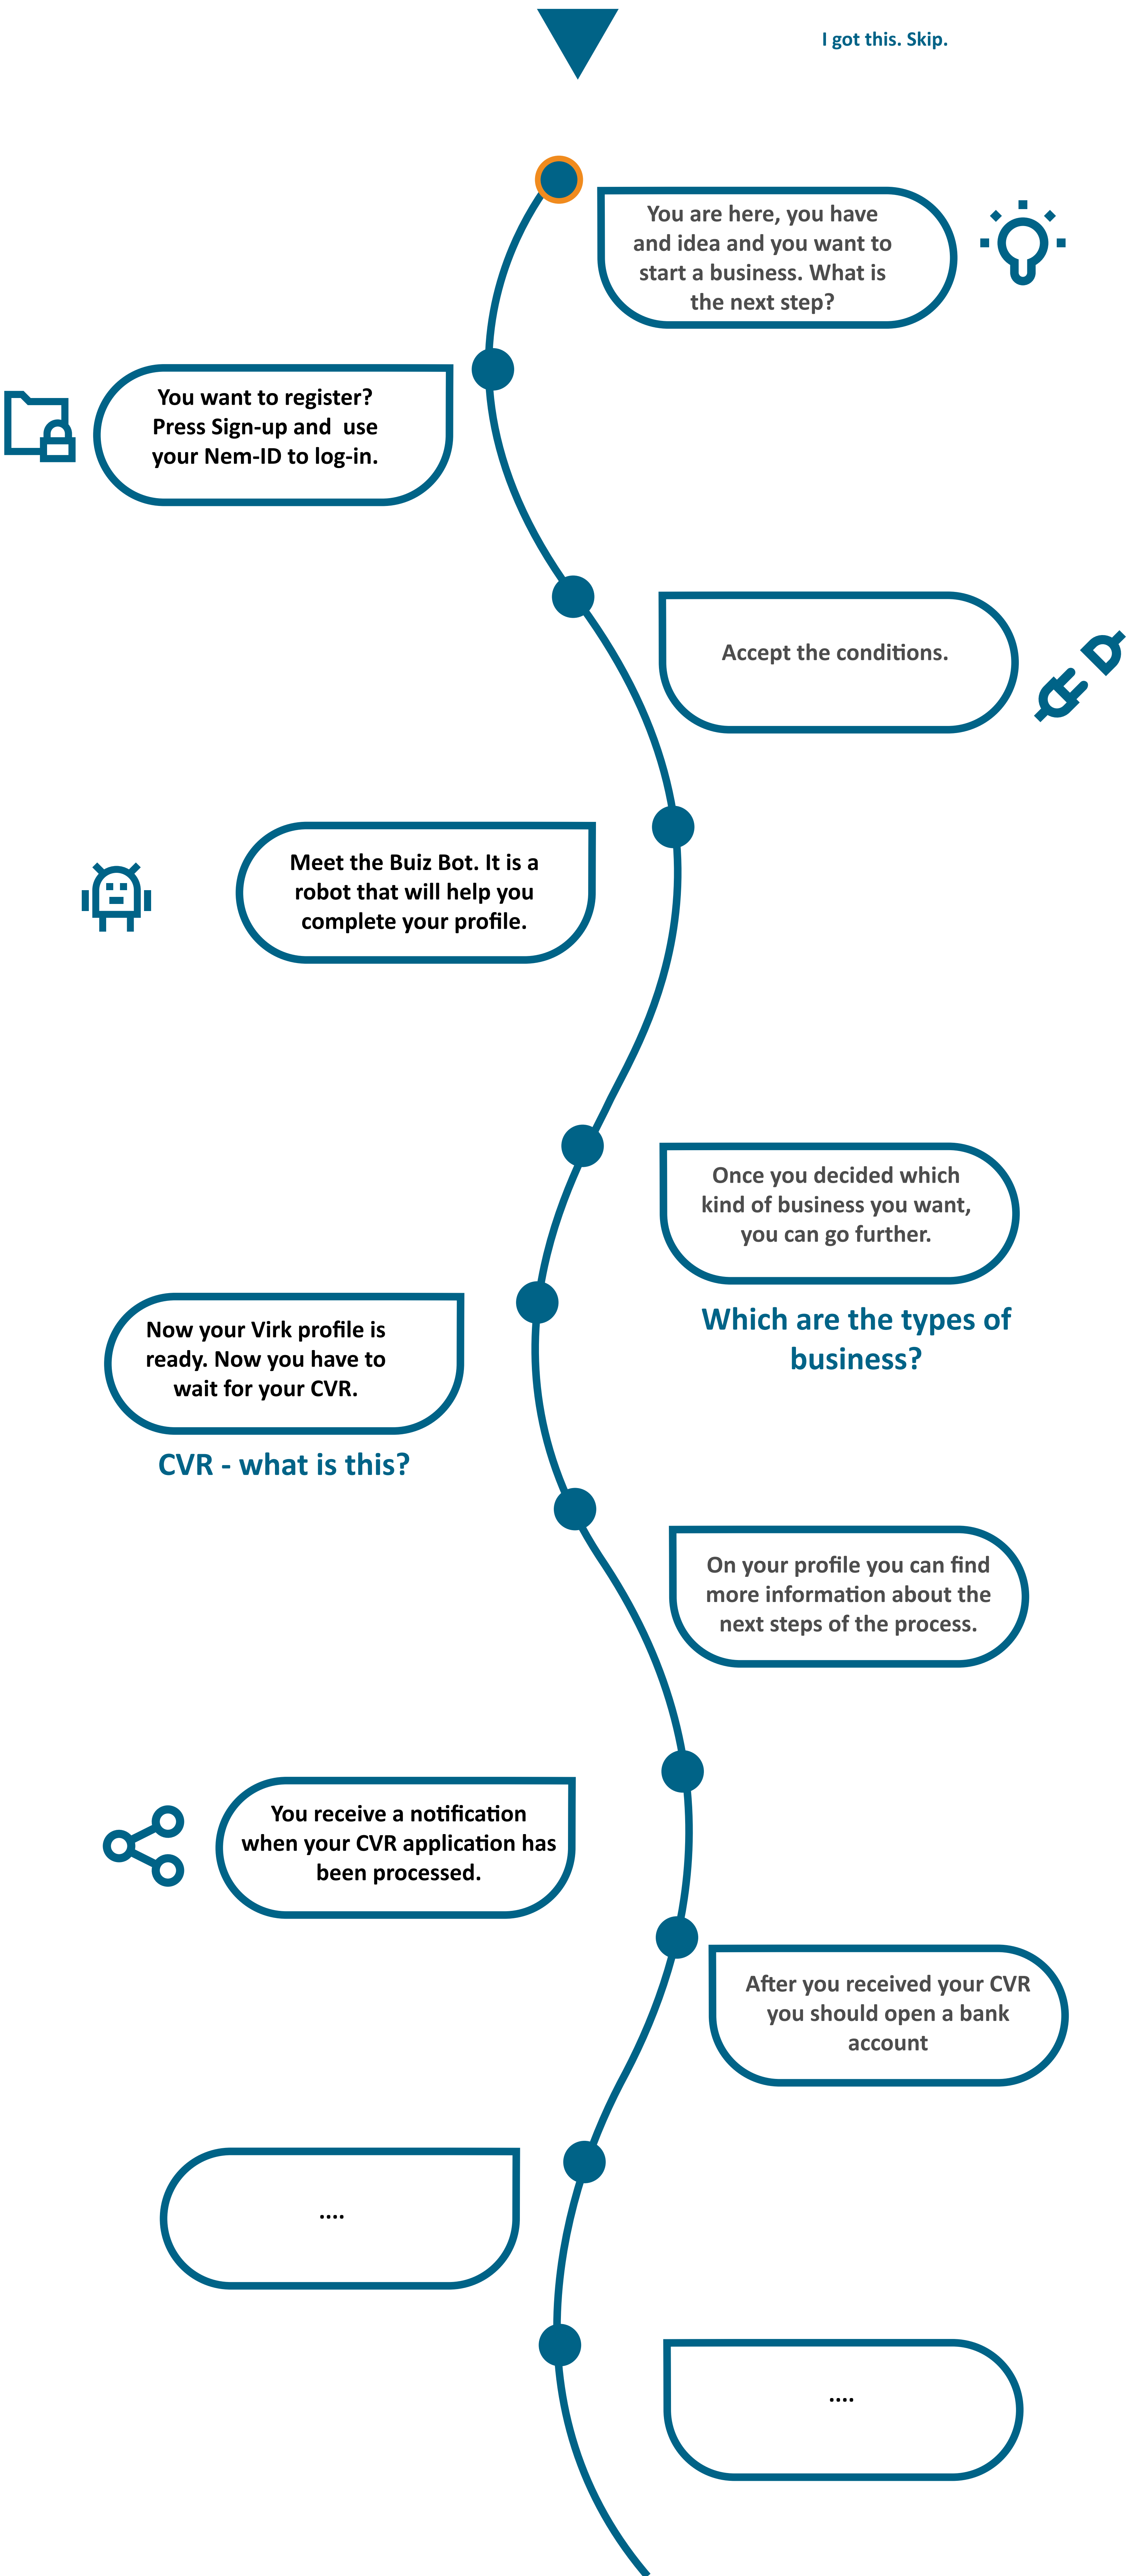 I got this. Skip.
You are here, you have
and idea and you want to
start a business. What is
the next step?
You want to register?
Press Sign-up and  use
your Nem-ID to log-in.
Accept the conditions.
Meet the Buiz Bot. It is a
robot that will help you
complete your profile.
Once you decided which
kind of business you want,
you can go further.
Which are the types of
business?
Now your Virk profile is
ready. Now you have to
wait for your CVR.
CVR - what is this?
On your profile you can find
more information about the
next steps of the process.
You receive a notification
when your CVR application has
been processed.
After you received your CVR
you should open a bank
account
....
....